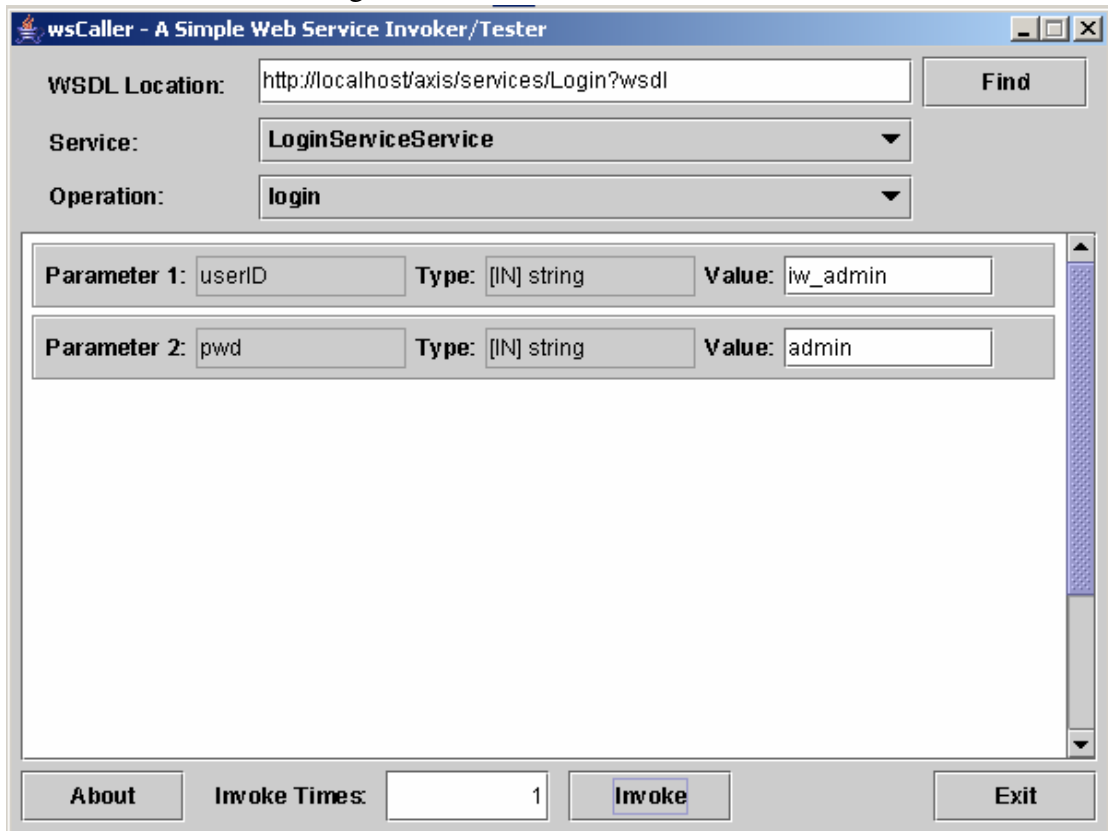 wsCaller - A Simple Web Service Invoker/Tester
WSDL Location: http://localhost/axis/services/Login?wsdl Find
Service: LoginServiceService
Operation: login
Parameter 1: userID Type: [IN] string Value: iw_admin
Parameter 2: pwd Type: [IN] string Value: admin
About Invoke Times: 1 Invoke Exit